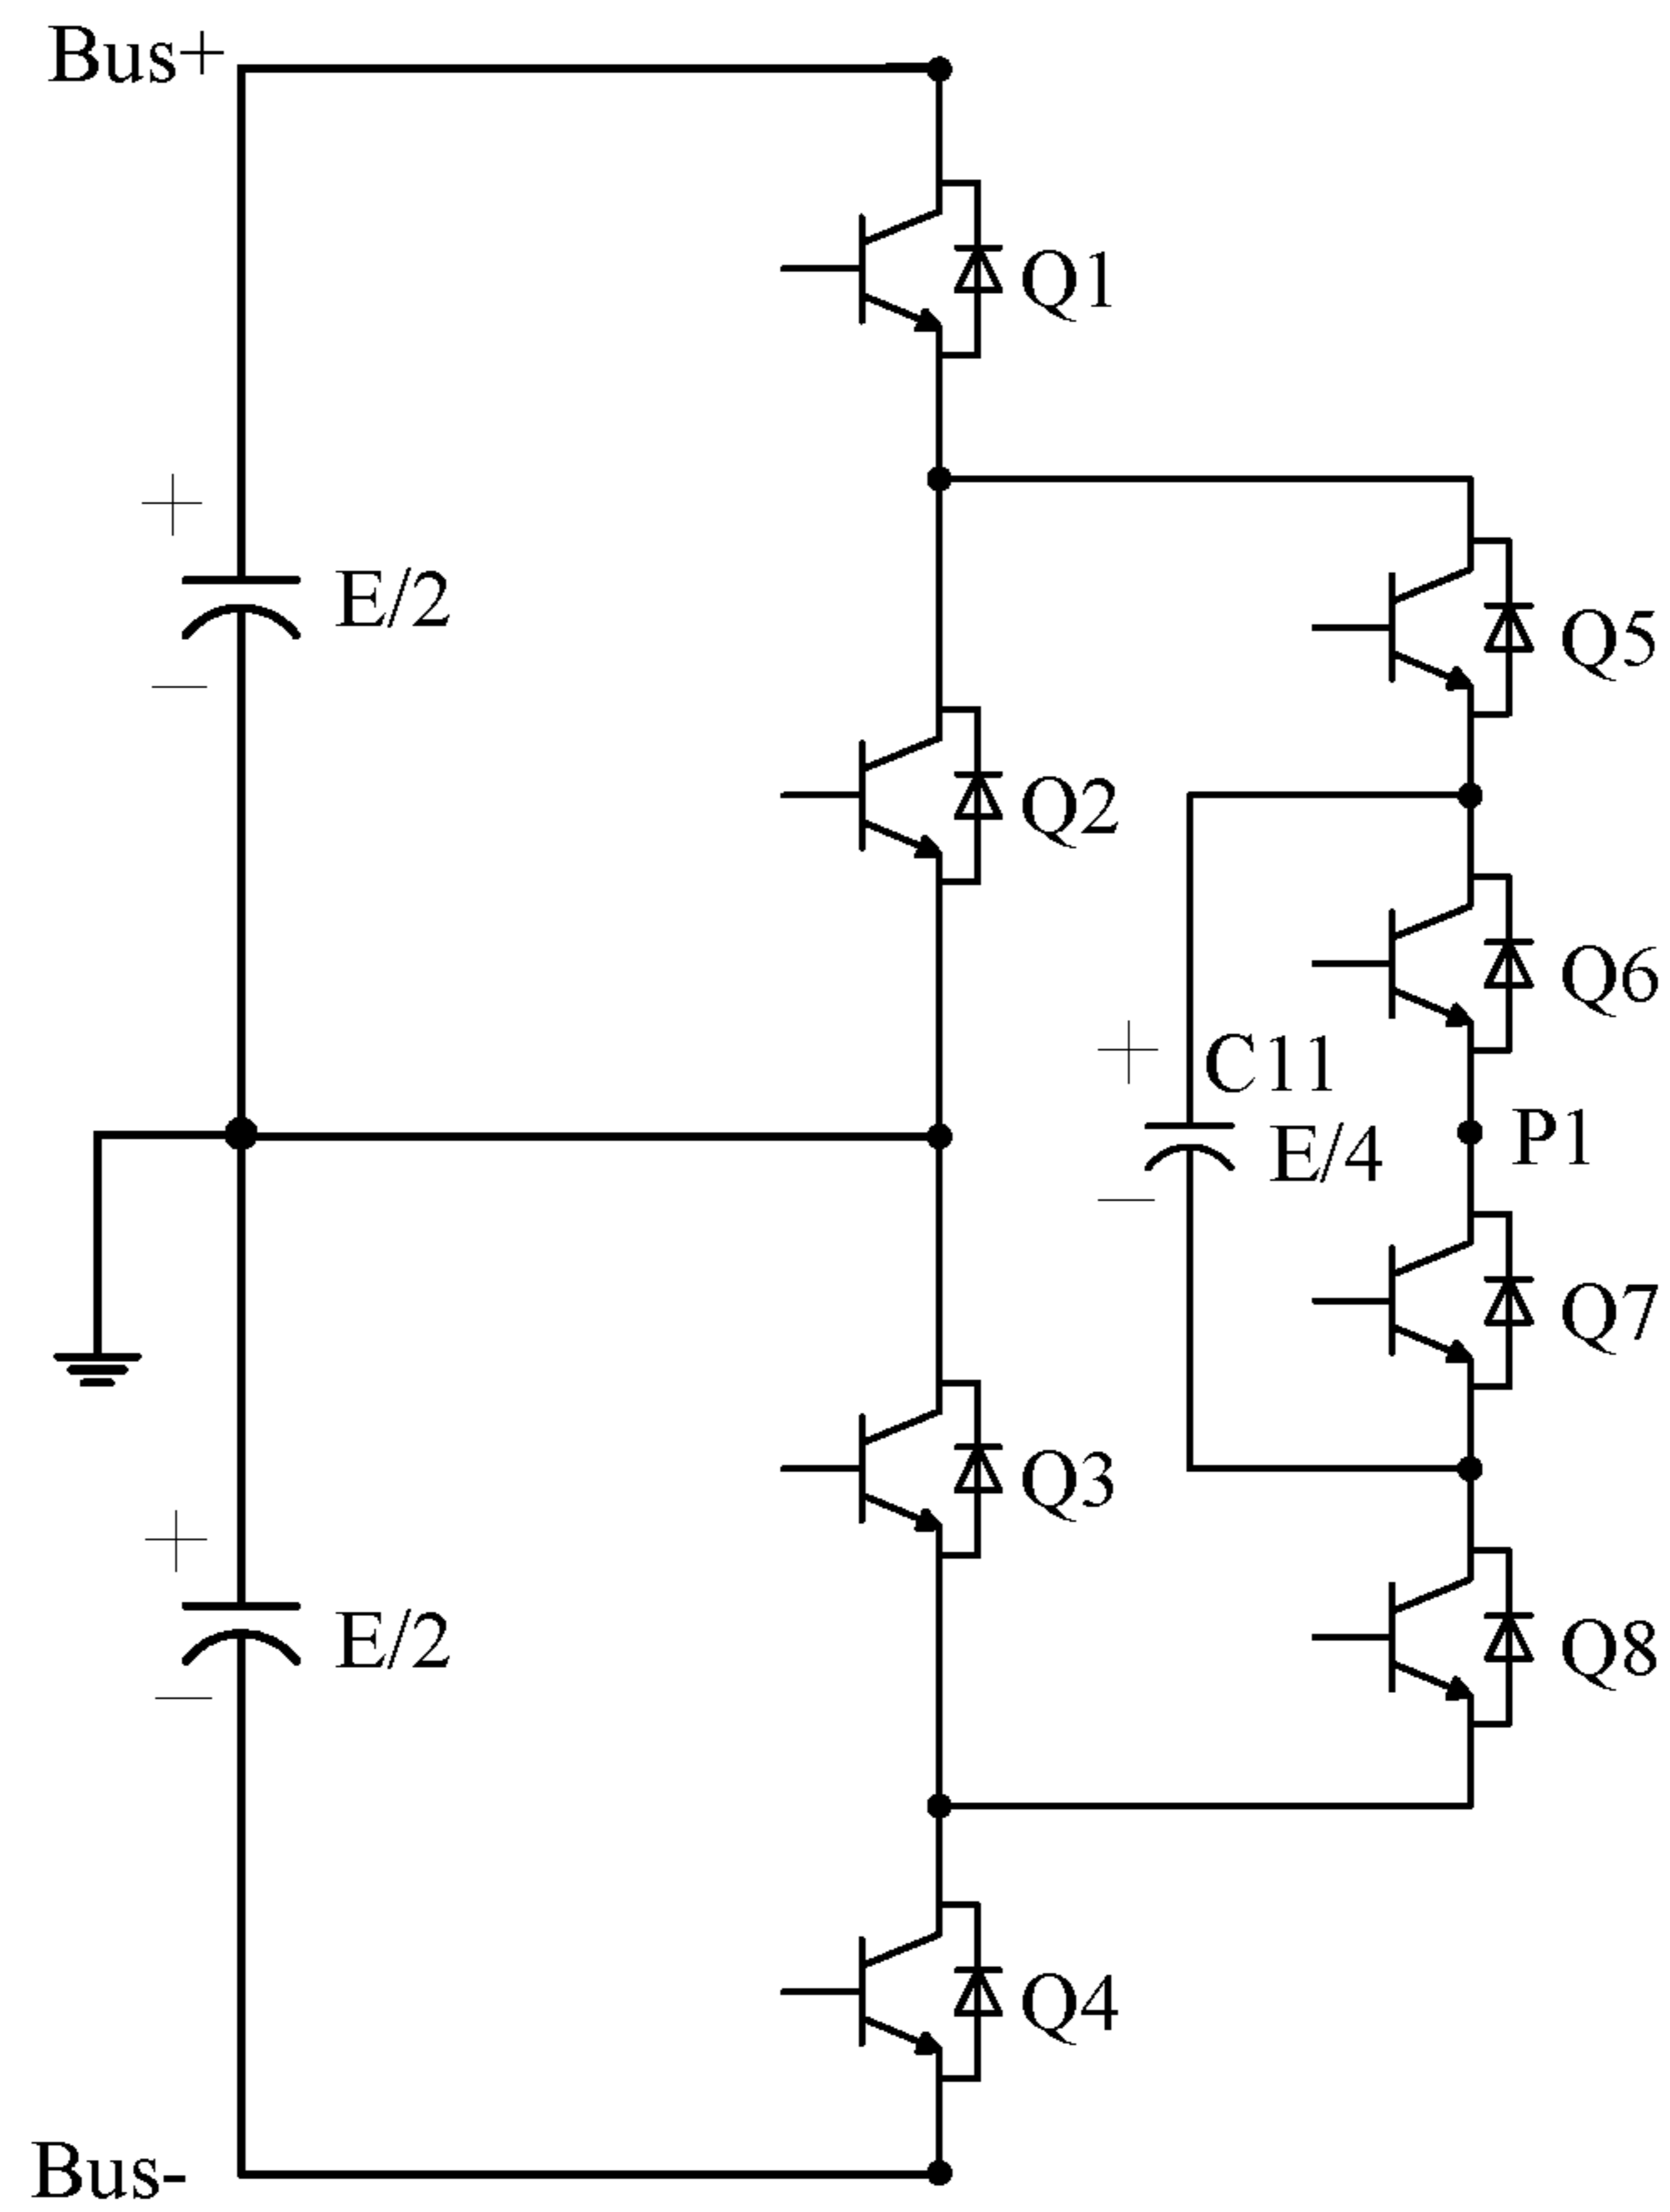 Bus+
Q1
+
E/2
−
Q5
Q2
Q6
+
C11
E/4
−
P1
Q7
Q3
+
E/2
−
Q8
Q4
Bus-